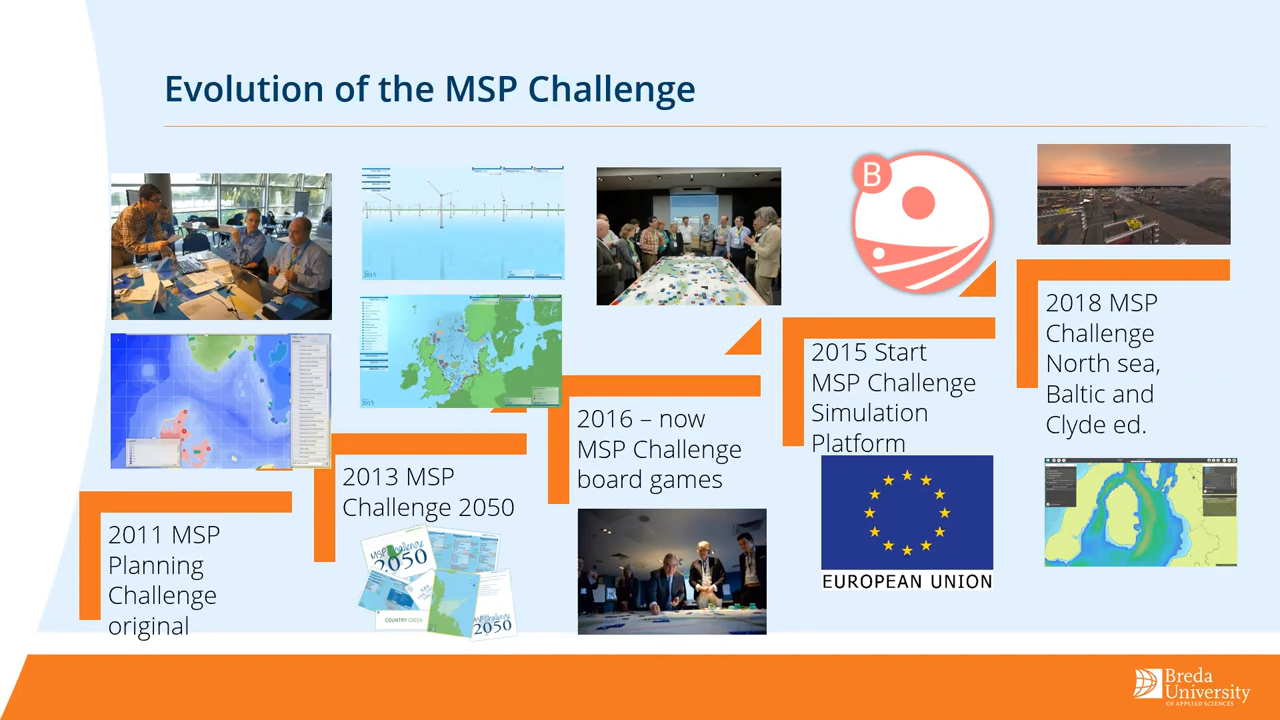 Evolution of the MSP Challenge
2011 MSP
Planning
Challenge
original
2013 MSP
Challenge 2050
MSP Challenge
2050
COUNTRY GREEN
2050
2016 – now
MSP Challenge
board games
B
2015 Start
MSP Challenge
Simulation
Platform
EUROPEAN UNION
2018 MSP
Challenge
North sea,
Baltic and
Clyde ed.
Breda
University
OF APPLIED SCIENCES